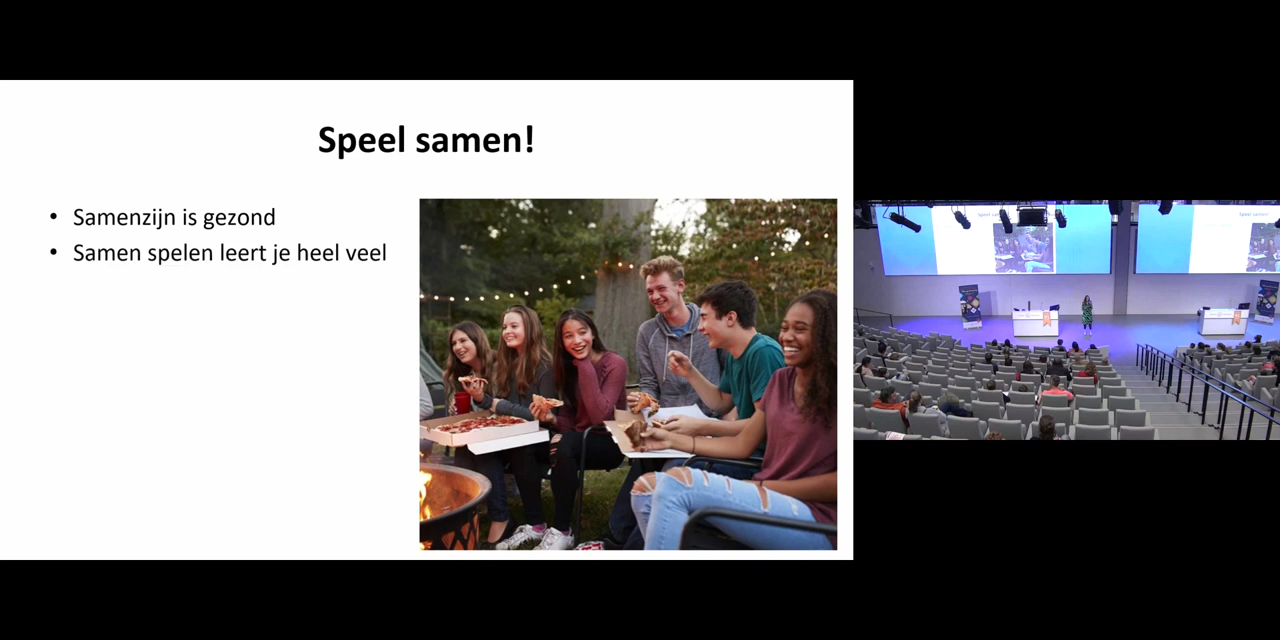 Speel samen!
• Samenzijn is gezond
• Samen spelen leert je heel veel